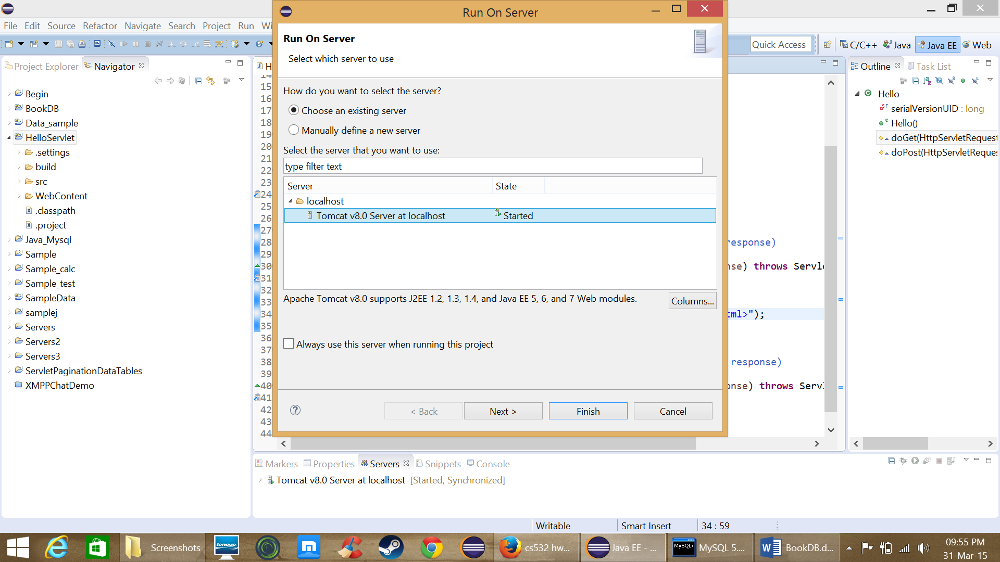 Run On Server
File Edit Source Refactor Navigate Search Project Run Wi
Quick Access
C/C++ Java Java EE Web
Project Explorer Navigator
Begin
BookDB
Data_sample
HelloServlet
.settings
build
src
WebContent
.classpath
.project
Java_Mysql
Sample
Sample_calc
Sample_test
SampleData
samplej
Servers
Servers2
Servers3
ServletPaginationDataTables
XMPPChatDemo
H
14
15
16
17
18
19
20
21
22
23
24
25
26
27
28
29
30
31
32
33
34
35
36
37
38
39
40
41
42
43
44
Run On Server
Select which server to use
How do you want to select the server?
Choose an existing server
Manually define a new server
Select the server that you want to use:
type filter text
Server State
localhost
Tomcat v8.0 Server at localhost Started
Apache Tomcat v8.0 supports J2EE 1.2, 1.3, 1.4, and Java EE 5, 6, and 7 Web modules.
Columns...
Always use this server when running this project
< Back Next > Finish Cancel
response)
nse) throws Servle
tml>");
response)
onse) throws Servl
Outline Task List
Hello
serialVersionUID : long
Hello()
doGet(HttpServletRequest
doPost(HttpServletReques
Markers Properties Servers Snippets Console
Tomcat v8.0 Server at localhost [Started, Synchronized]
Writable Smart Insert 34 : 59
Screenshots lenovo cs532 hw... Java EE - ... MySQL> MySQL 5.... BookDB.d...
09:55 PM
31-Mar-15